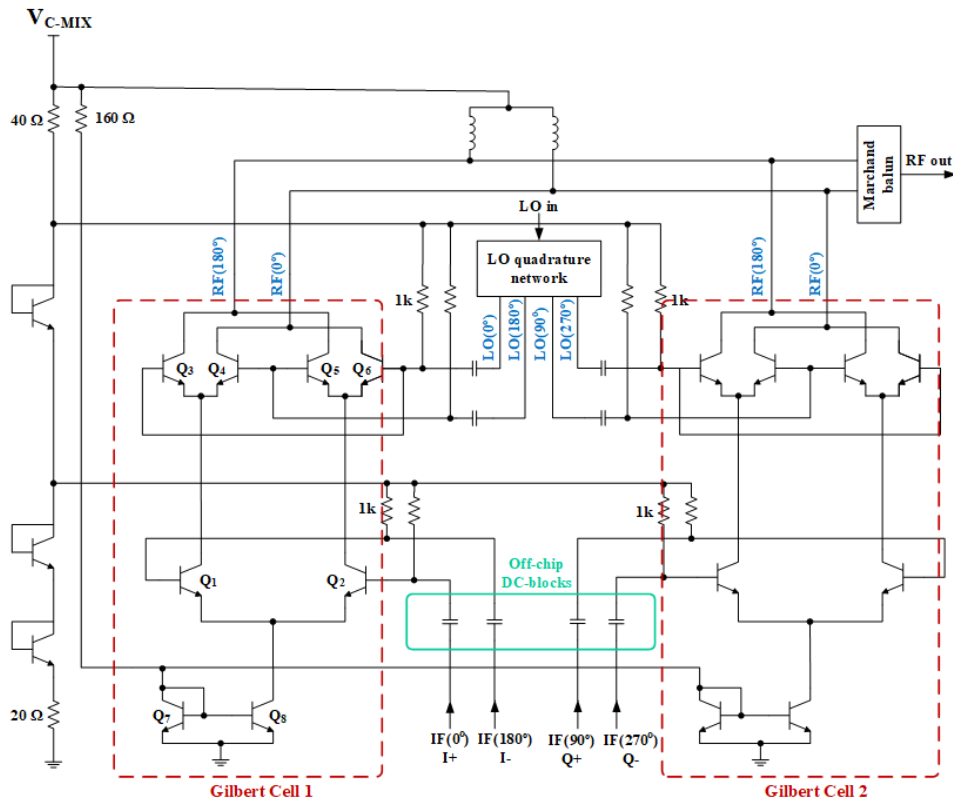 V_C-MIX
40 Ω
160 Ω
Marchand
balun
RF out
LO in
LO quadrature
network
RF(180°)
RF(0°)
1k
LO(0°)
LO(180°)
LO(90°)
LO(270°)
1k
RF(180°)
RF(0°)
Q3
Q4
Q5
Q6
1k
1k
Q1
Q2
Off-chip
DC-blocks
20 Ω
Q7
Q8
IF(0°)
I+
IF(180°)
I-
IF(90°)
Q+
IF(270°)
Q-
Gilbert Cell 1
Gilbert Cell 2